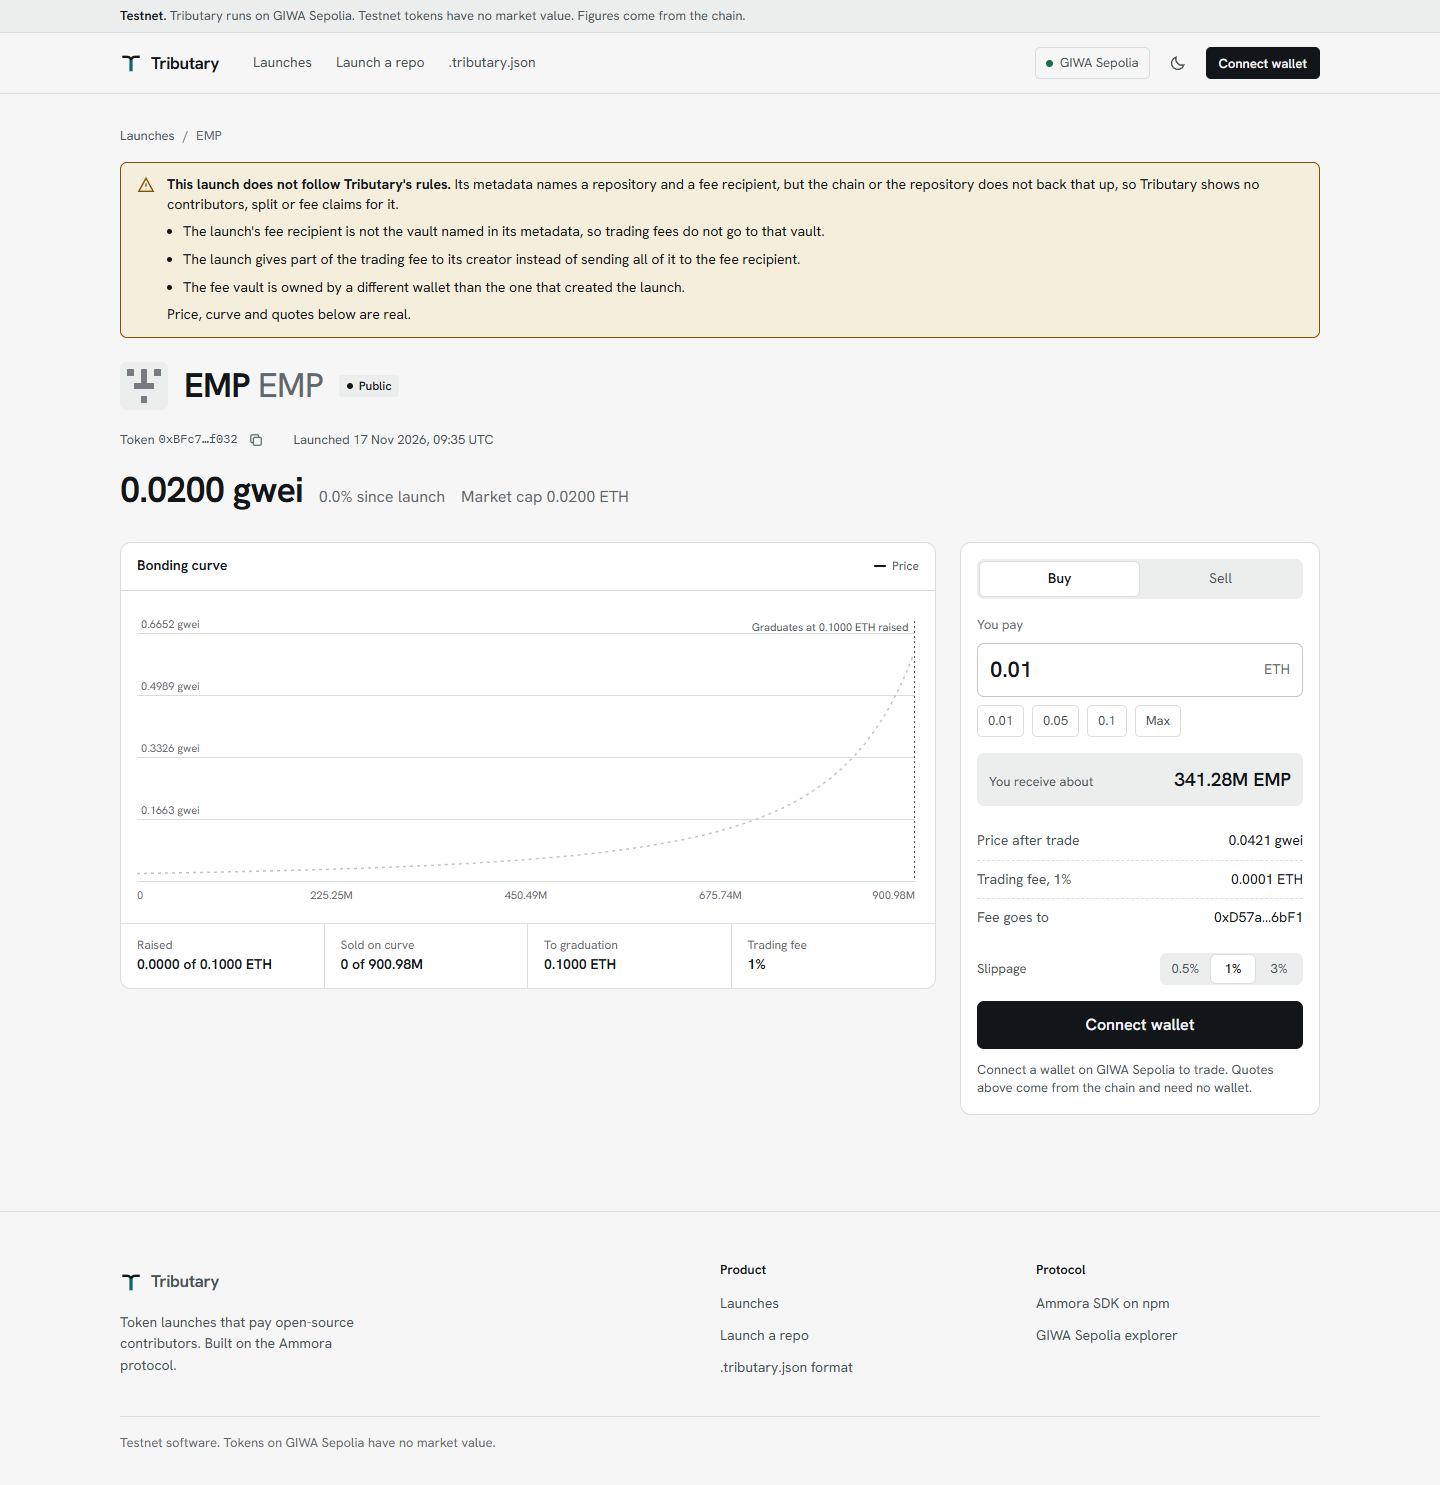 Testnet. Tributary runs on GIWA Sepolia. Testnet tokens have no market value. Figures come from the chain.
Tributary
Launches
Launch a repo
.tributary.json
GIWA Sepolia
Connect wallet
Launches / EMP
This launch does not follow Tributary's rules. Its metadata names a repository and a fee recipient, but the chain or the repository does not back that up, so Tributary shows no
contributors, split or fee claims for it.
• The launch's fee recipient is not the vault named in its metadata, so trading fees do not go to that vault.
• The launch gives part of the trading fee to its creator instead of sending all of it to the fee recipient.
• The fee vault is owned by a different wallet than the one that created the launch.
Price, curve and quotes below are real.
EMP EMP
Public
Token 0xBFc7…f032
Launched 17 Nov 2026, 09:35 UTC
0.0200 gwei
0.0% since launch
Market cap 0.0200 ETH
Bonding curve
Price
0.6652 gwei
Graduates at 0.1000 ETH raised
0.4989 gwei
0.3326 gwei
0.1663 gwei
0
225.25M
450.49M
675.74M
900.98M
Raised
0.0000 of 0.1000 ETH
Sold on curve
0 of 900.98M
To graduation
0.1000 ETH
Trading fee
1%
Buy
Sell
You pay
0.01
ETH
0.01
0.05
0.1
Max
You receive about
341.28M EMP
Price after trade
0.0421 gwei
Trading fee, 1%
0.0001 ETH
Fee goes to
0xD57a…6bF1
Slippage
0.5%
1%
3%
Connect wallet
Connect a wallet on GIWA Sepolia to trade. Quotes
above come from the chain and need no wallet.
Tributary
Token launches that pay open-source
contributors. Built on the Ammora
protocol.
Product
Launches
Launch a repo
.tributary.json format
Protocol
Ammora SDK on npm
GIWA Sepolia explorer
Testnet software. Tokens on GIWA Sepolia have no market value.